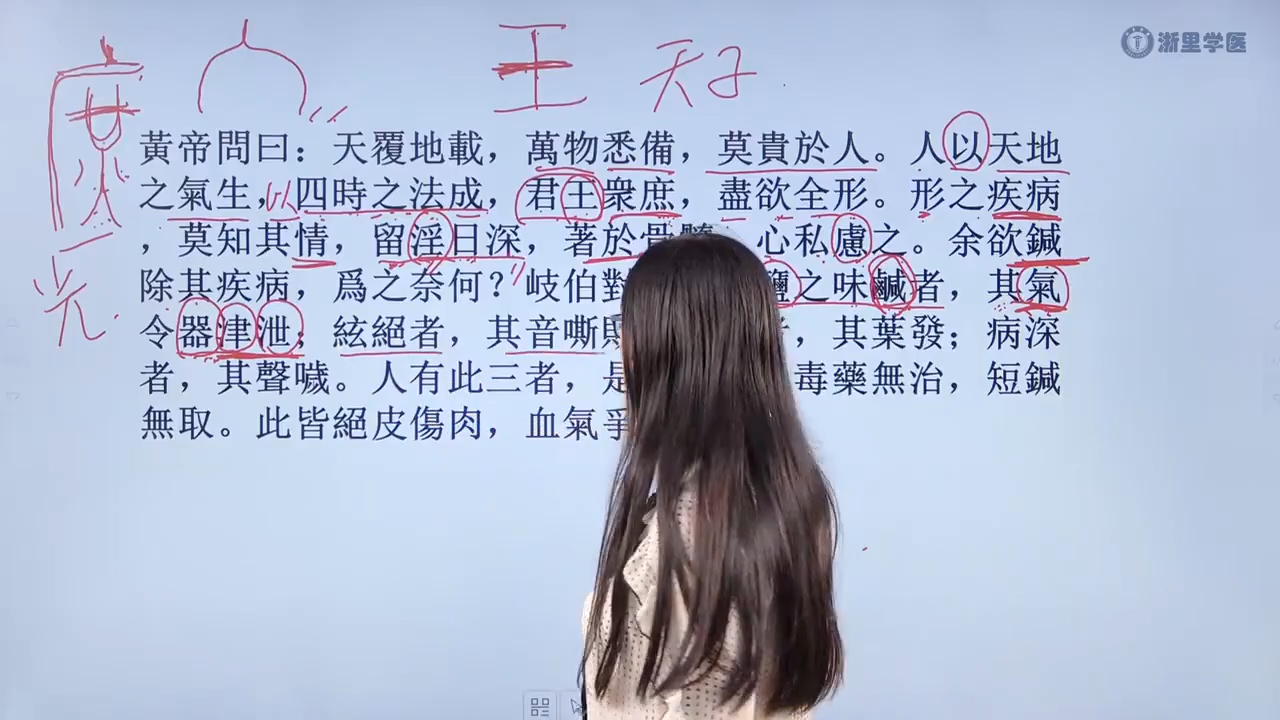 浙里学医
王 天子
黃帝問曰：天覆地載，萬物悉備，莫貴於人。人以天地
之氣生，以四時之法成，君王衆庶，盡欲全形。形之疾病
，莫知其情，留淫日深，著於骨髓，心私慮之。余欲鍼
除其疾病，爲之奈何？岐伯對 鹽之味鹹者，其氣
令器津泄；絃絕者，其音嘶 ，其葉發；病深
者，其聲噦。人有此三者，是 毒藥無治，短鍼
無取。此皆絕皮傷肉，血氣爭
光